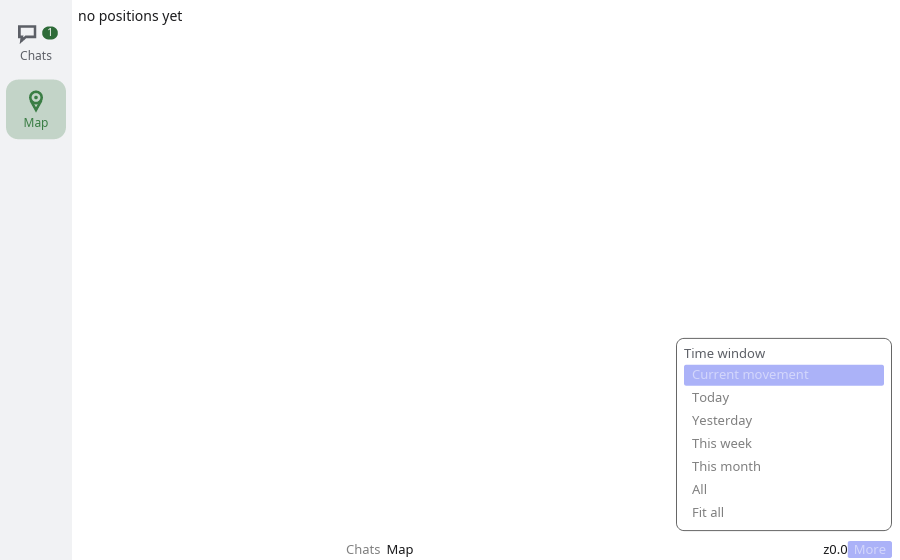 no positions yet
1
Chats
Map
Time window
Current movement
Today
Yesterday
This week
This month
All
Fit all
Chats Map
z0.0 More